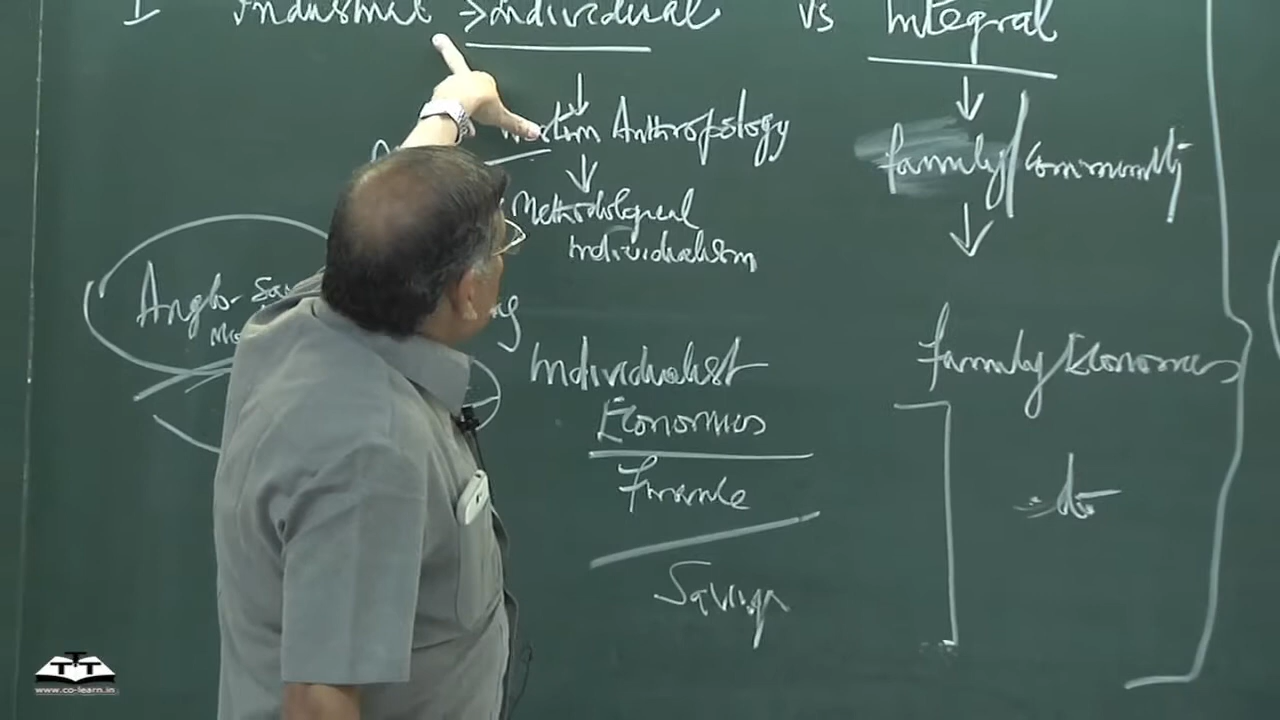 I Industrial → Individual vs Integral
Anthropology
family/community
Methodological
Individualism
Anglo-
Individualist
Economics
Finance
Savings
Family Economics
TTT
www.co-learn.in